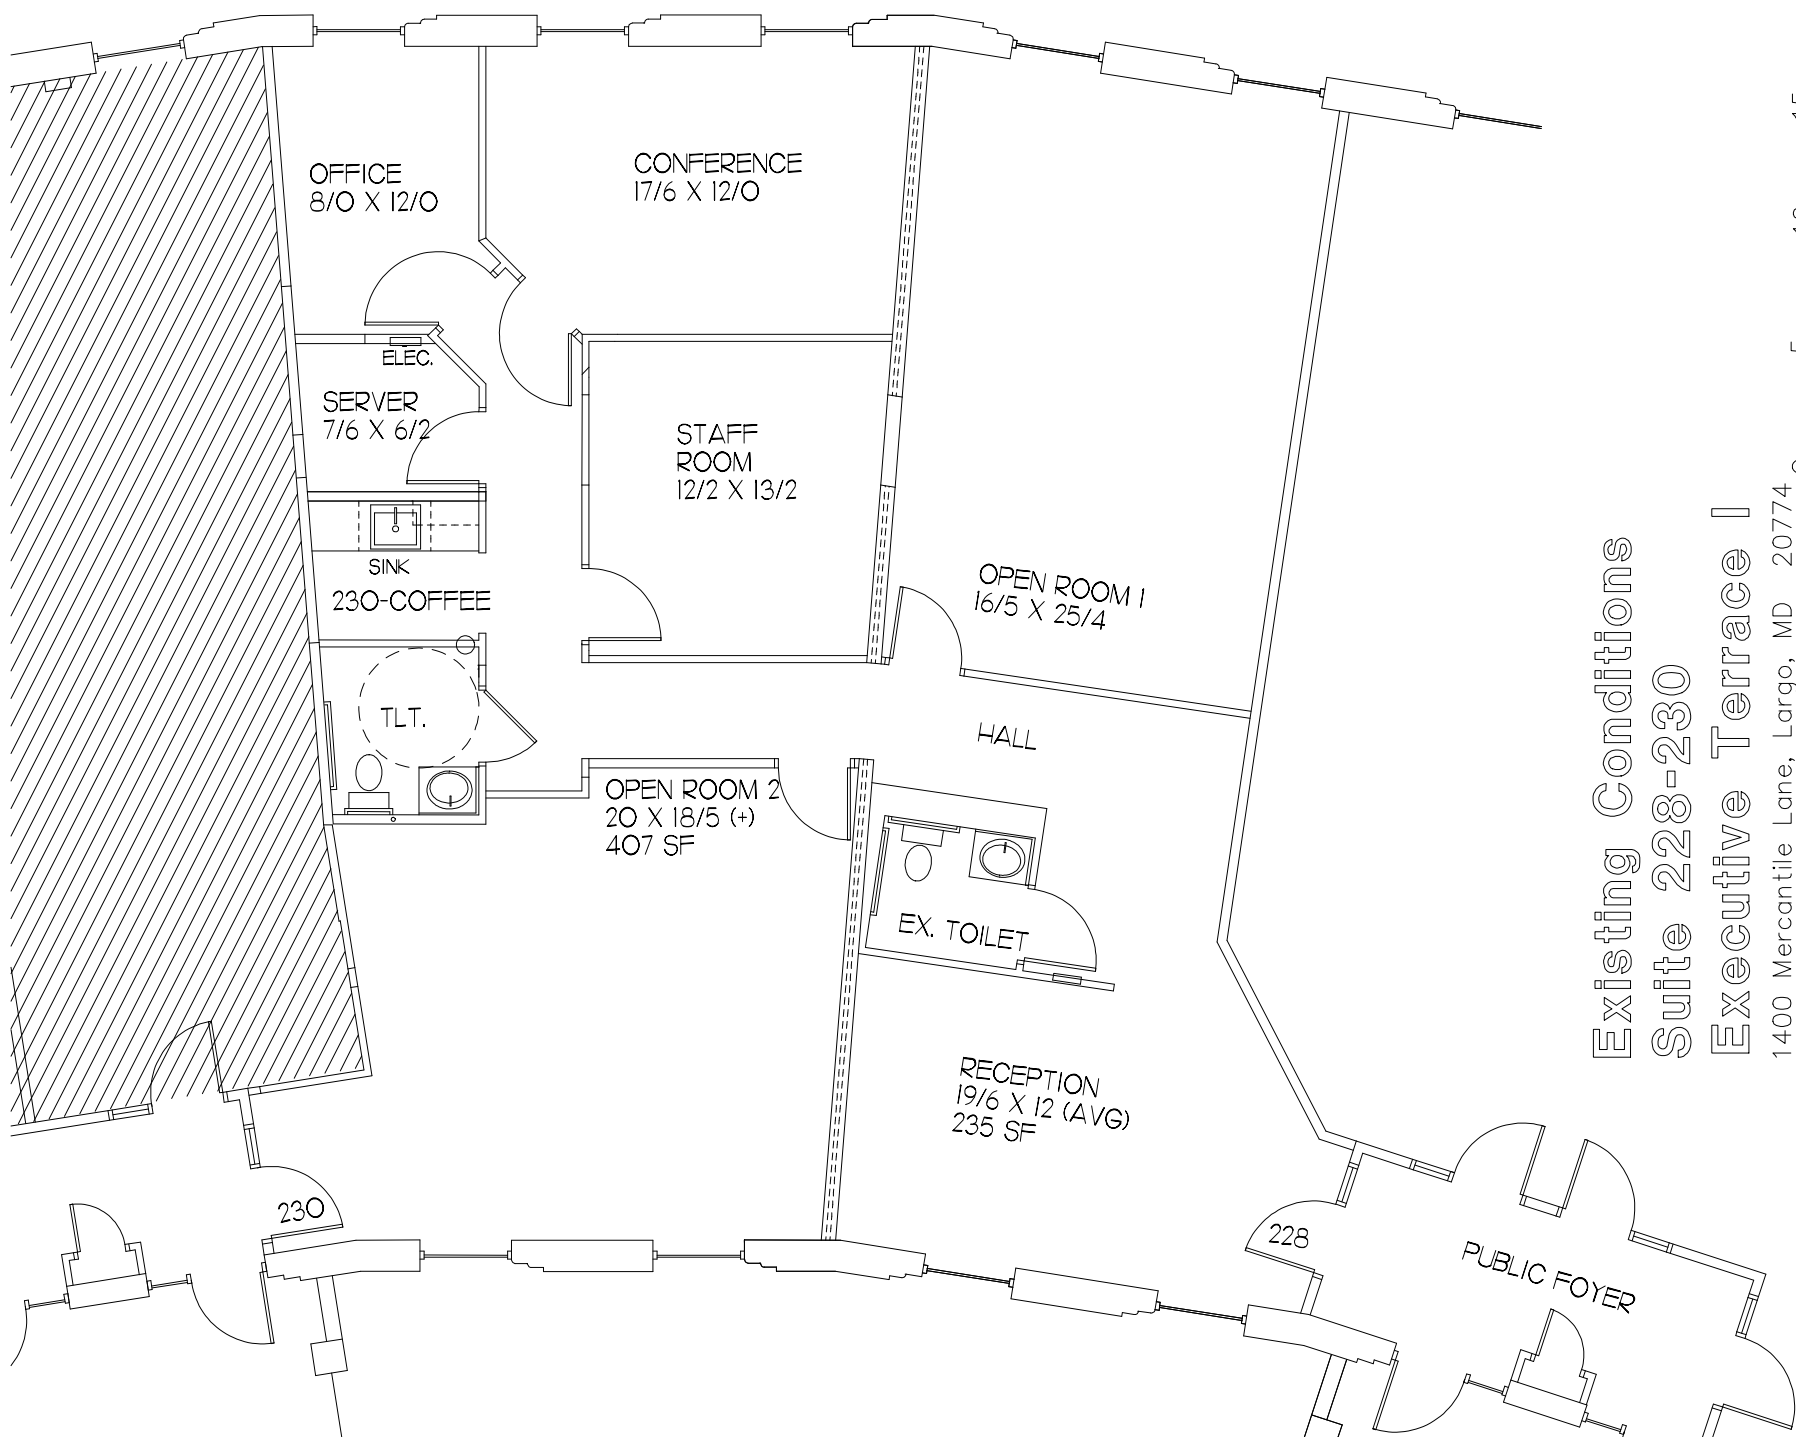 OFFICE
8/0 X 12/0
CONFERENCE
17/6 X 12/0
ELEC.
SERVER
7/6 X 6/2
STAFF
ROOM
12/2 X 13/2
SINK
230-COFFEE
OPEN ROOM 1
16/5 X 25/4
TLT.
HALL
OPEN ROOM 2
20 X 18/5 (+)
407 SF
EX. TOILET
RECEPTION
19/6 X 12 (AVG)
235 SF
230
228
PUBLIC FOYER
Existing Conditions
Suite 228-230
Executive Terrace I
1400 Mercantile Lane, Largo, MD 20774